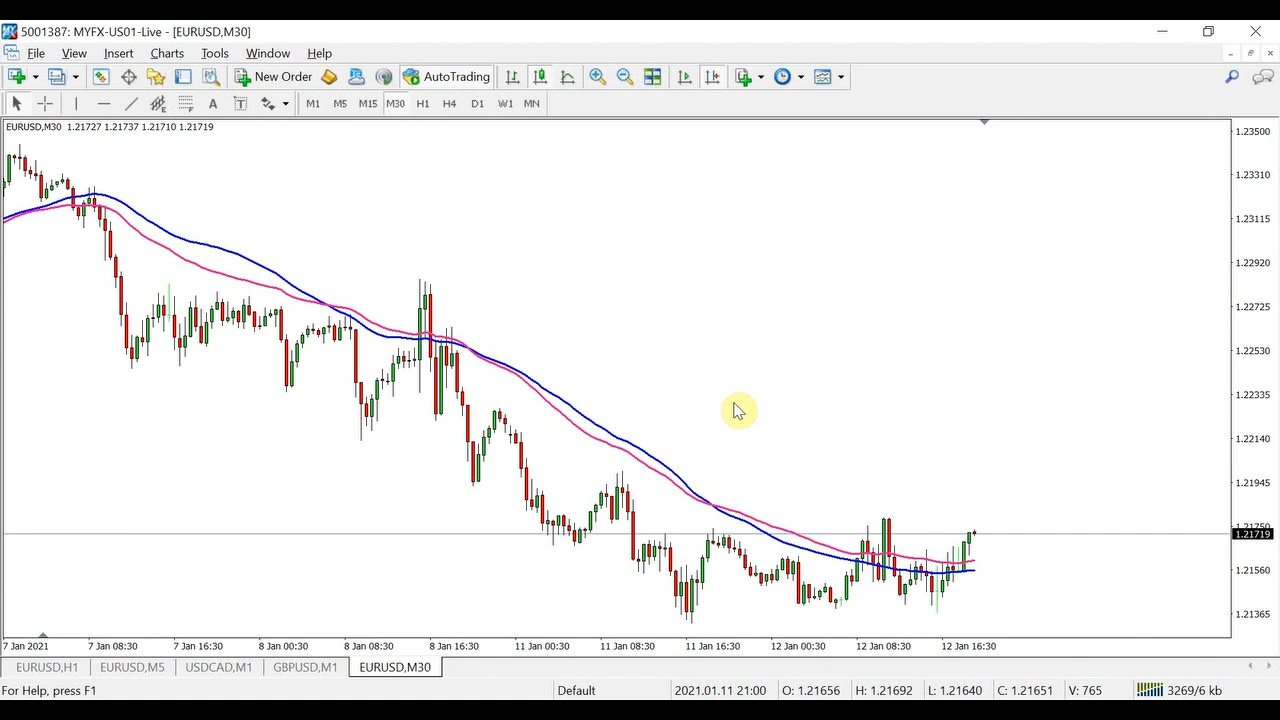 5001387: MYFX-US01-Live - [EURUSD,M30]
File View Insert Charts Tools Window Help
New Order AutoTrading
A T M1 M5 M15 M30 H1 H4 D1 W1 MN
EURUSD,M30 1.21727 1.21737 1.21710 1.21719
1.23500
1.23310
1.23115
1.22920
1.22725
1.22530
1.22335
1.22140
1.21945
1.21750
1.21719
1.21560
1.21365
7 Jan 2021 7 Jan 08:30 7 Jan 16:30 8 Jan 00:30 8 Jan 08:30 8 Jan 16:30 11 Jan 00:30 11 Jan 08:30 11 Jan 16:30 12 Jan 00:30 12 Jan 08:30 12 Jan 16:30
EURUSD,H1 EURUSD,M5 USDCAD,M1 GBPUSD,M1 EURUSD,M30
For Help, press F1 Default 2021.01.11 21:00 O: 1.21656 H: 1.21692 L: 1.21640 C: 1.21651 V: 765 3269/6 kb